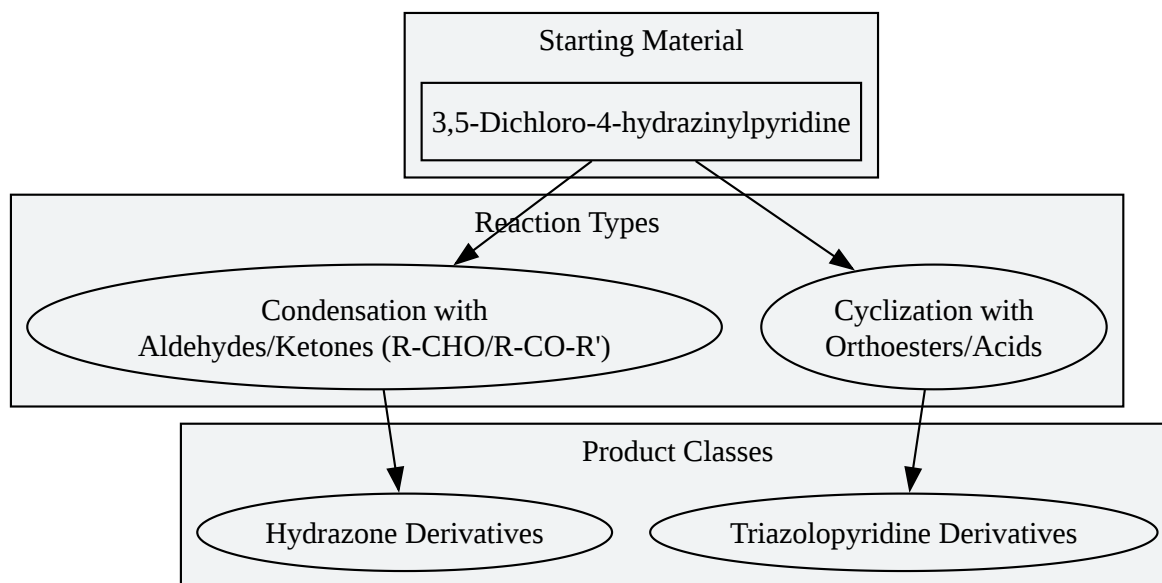 Starting Material
3,5-Dichloro-4-hydrazinylpyridine
Reaction Types
Condensation with
Aldehydes/Ketones (R-CHO/R-CO-R')
Cyclization with
Orthoesters/Acids
Product Classes
Hydrazone Derivatives
Triazolopyridine Derivatives